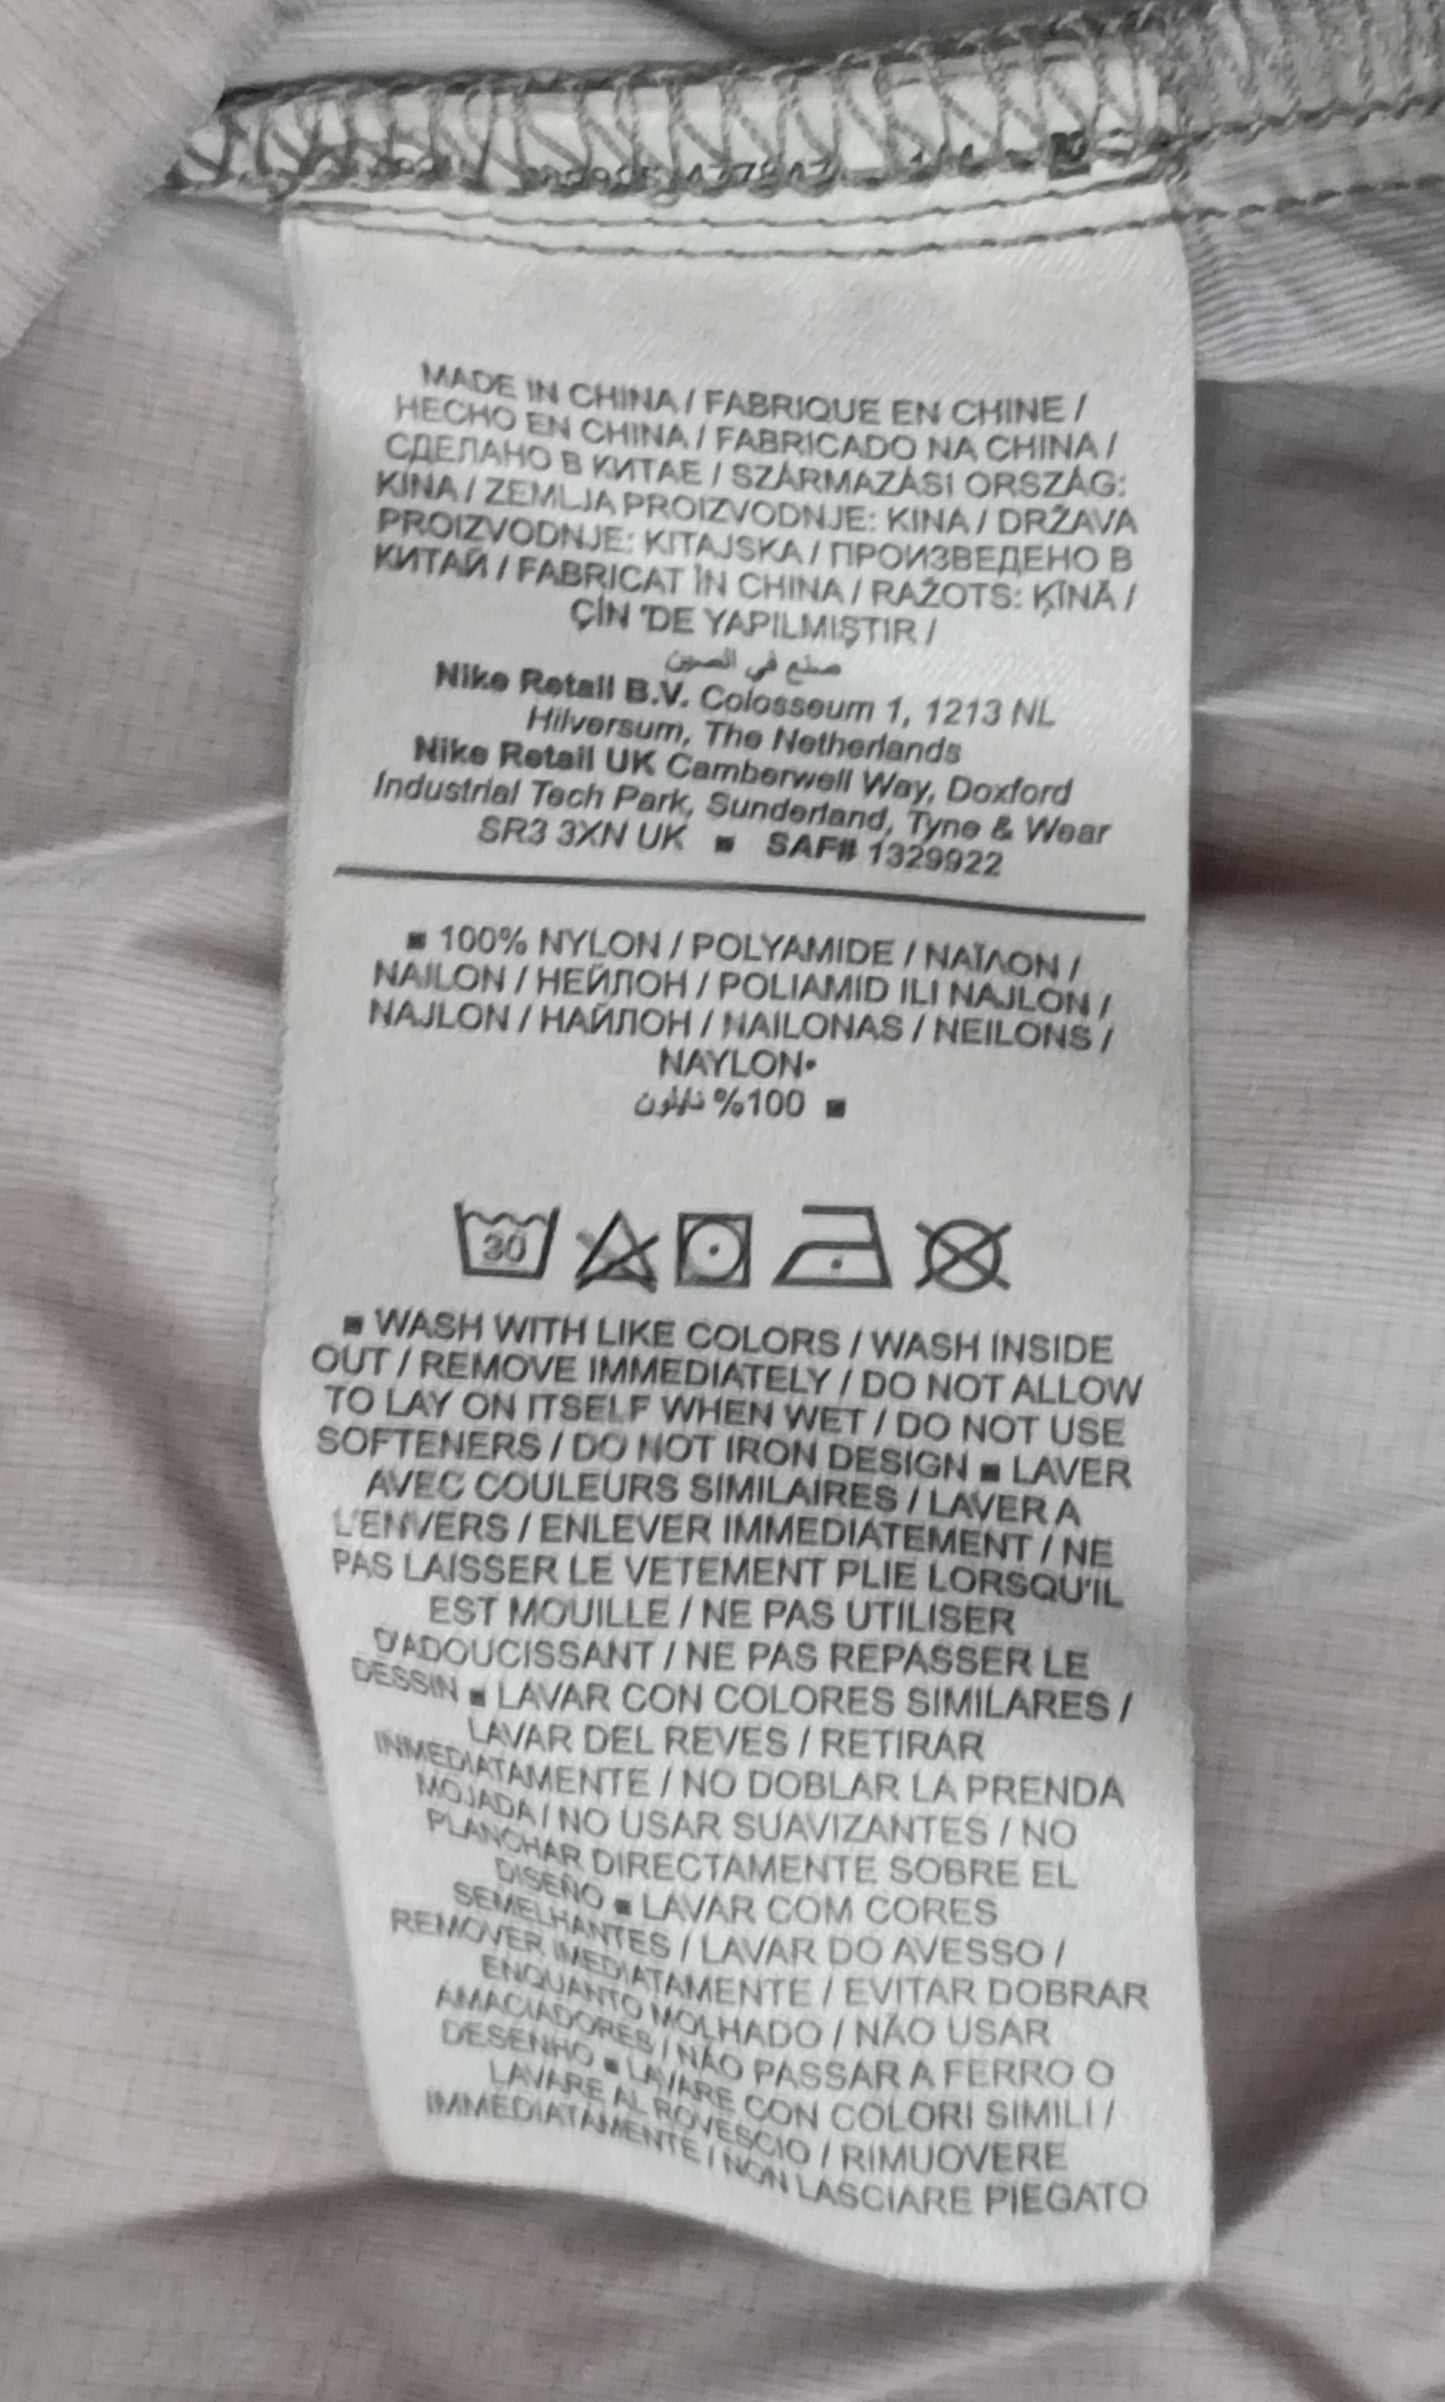 MADE IN CHINA / FABRIQUE EN CHINE /
HECHO EN CHINA / FABRICADO NA CHINA /
СДЕЛАНО В КИТАЕ / SZÁRMAZÁSI ORSZÁG:
KÍNA / ZEMLJA PROIZVODNJE: KINA / DRŽAVA
PROIZVODNJE: KITAJSKA / ПРОИЗВЕДЕНО В
КИТАЙ / FABRICAT ÎN CHINA / RAŽOTS: ĶĪNĀ /
ÇİN 'DE YAPILMIŞTIR /
صنع في الصين
Nike Retail B.V. Colosseum 1, 1213 NL
Hilversum, The Netherlands
Nike Retail UK Camberwell Way, Doxford
Industrial Tech Park, Sunderland, Tyne & Wear
SR3 3XN UK ■ SAF# 1329922
■ 100% NYLON / POLYAMIDE / ΝΑΪΛΟΝ /
NAILON / НЕЙЛОН / POLIAMID ILI NAJLON /
NAJLON / НАЙЛОН / NAILONAS / NEILONS /
NAYLON•
■ 100% نايلون
30
■ WASH WITH LIKE COLORS / WASH INSIDE
OUT / REMOVE IMMEDIATELY / DO NOT ALLOW
TO LAY ON ITSELF WHEN WET / DO NOT USE
SOFTENERS / DO NOT IRON DESIGN ■ LAVER
AVEC COULEURS SIMILAIRES / LAVER A
L'ENVERS / ENLEVER IMMEDIATEMENT / NE
PAS LAISSER LE VETEMENT PLIE LORSQU'IL
EST MOUILLE / NE PAS UTILISER
D'ADOUCISSANT / NE PAS REPASSER LE
DESSIN ■ LAVAR CON COLORES SIMILARES /
LAVAR DEL REVES / RETIRAR
INMEDIATAMENTE / NO DOBLAR LA PRENDA
MOJADA / NO USAR SUAVIZANTES / NO
PLANCHAR DIRECTAMENTE SOBRE EL
DISEÑO ■ LAVAR COM CORES
SEMELHANTES / LAVAR DO AVESSO /
REMOVER IMEDIATAMENTE / EVITAR DOBRAR
ENQUANTO MOLHADO / NÃO USAR
AMACIADORES / NÃO PASSAR A FERRO O
DESENHO ■ LAVARE CON COLORI SIMILI /
LAVARE AL ROVESCIO / RIMUOVERE
IMMEDIATAMENTE / NON LASCIARE PIEGATO